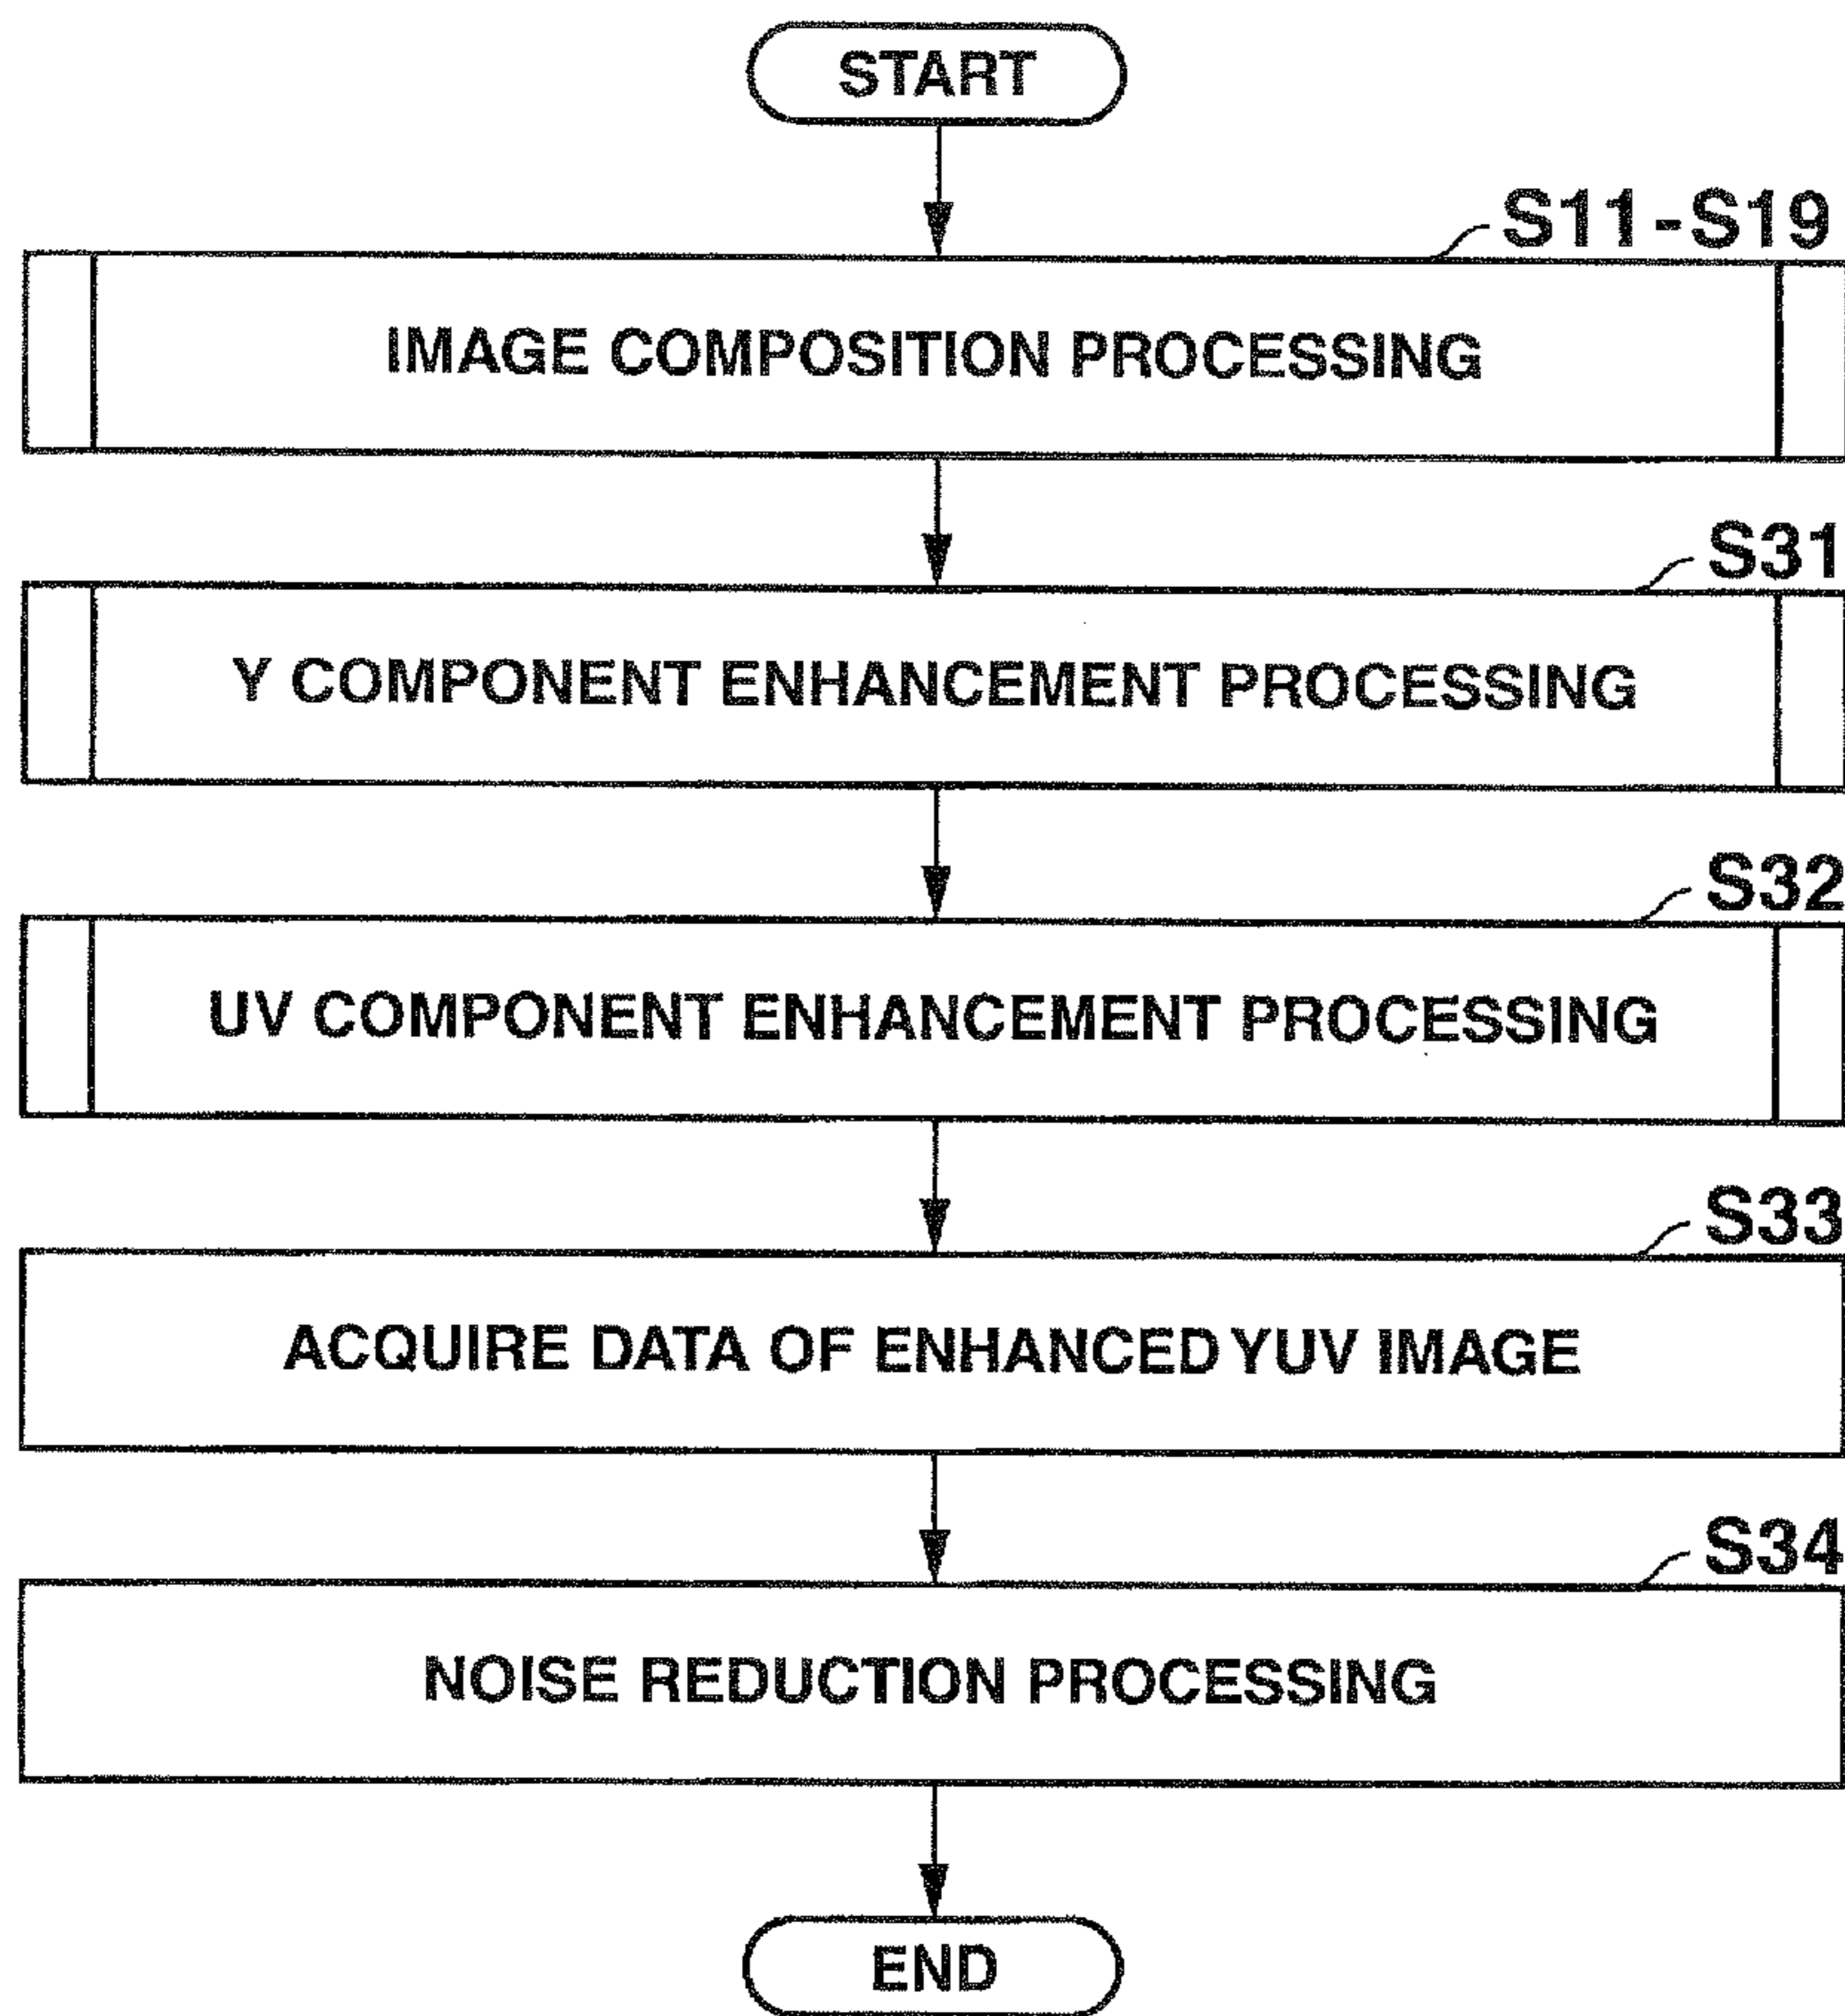 START
S11-S19
IMAGE COMPOSITION PROCESSING
S31
Y COMPONENT ENHANCEMENT PROCESSING
S32
UV COMPONENT ENHANCEMENT PROCESSING
S33
ACQUIRE DATA OF ENHANCED YUV IMAGE
S34
NOISE REDUCTION PROCESSING
END